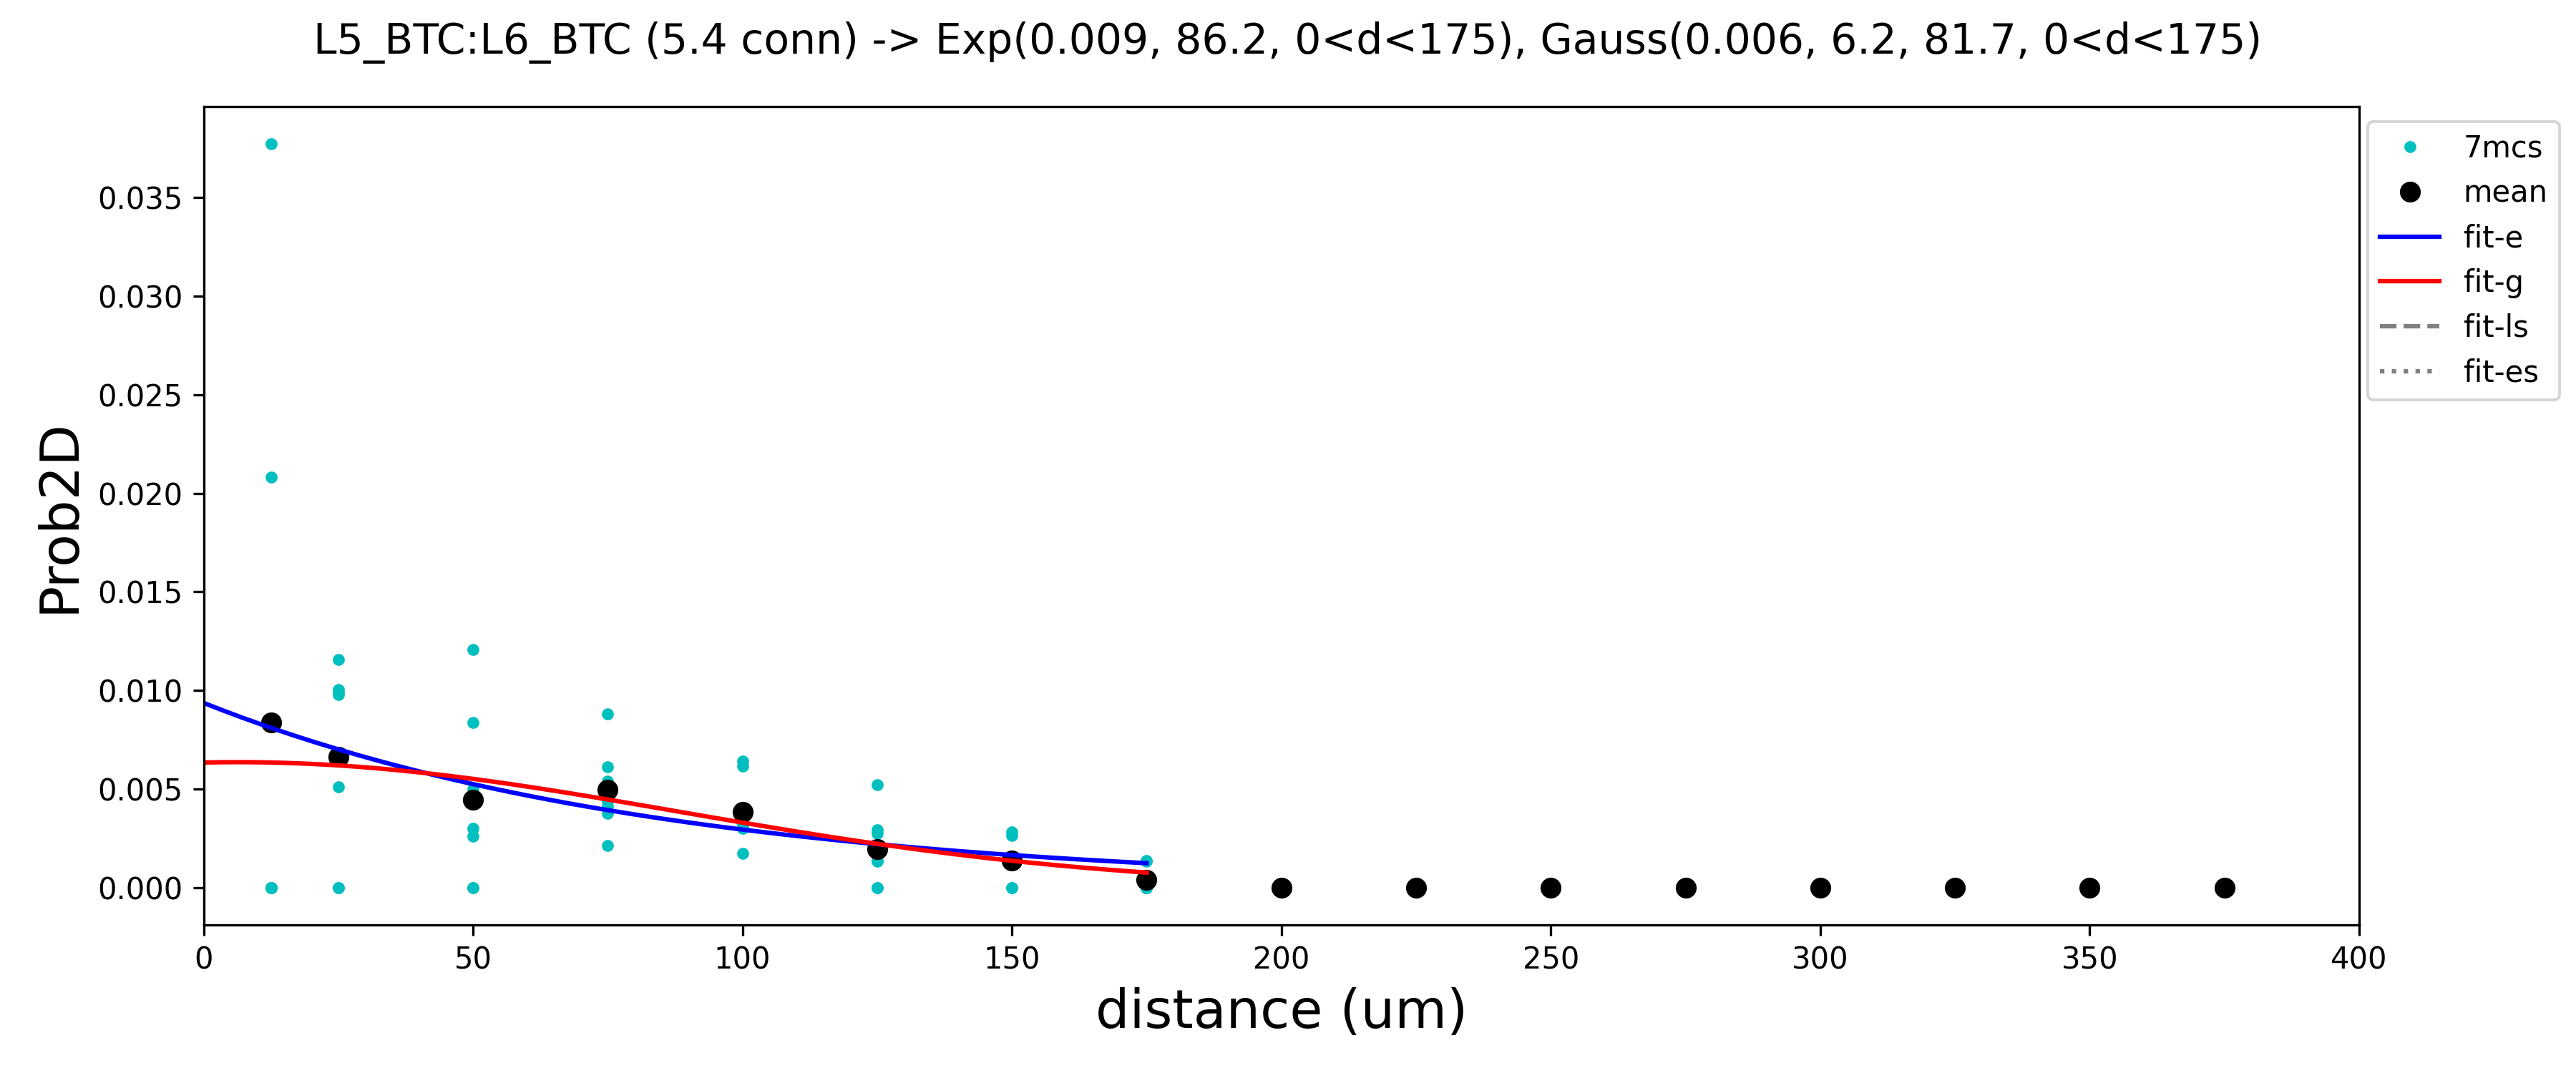 L5_BTC:L6_BTC (5.4 conn) -> Exp(0.009, 86.2, 0<d<175), Gauss(0.006, 6.2, 81.7, 0<d<175)
7mcs
mean
fit-e
fit-g
fit-ls
fit-es
Prob2D
0.035
0.030
0.025
0.020
0.015
0.010
0.005
0.000
0 50 100 150 200 250 300 350 400
distance (um)